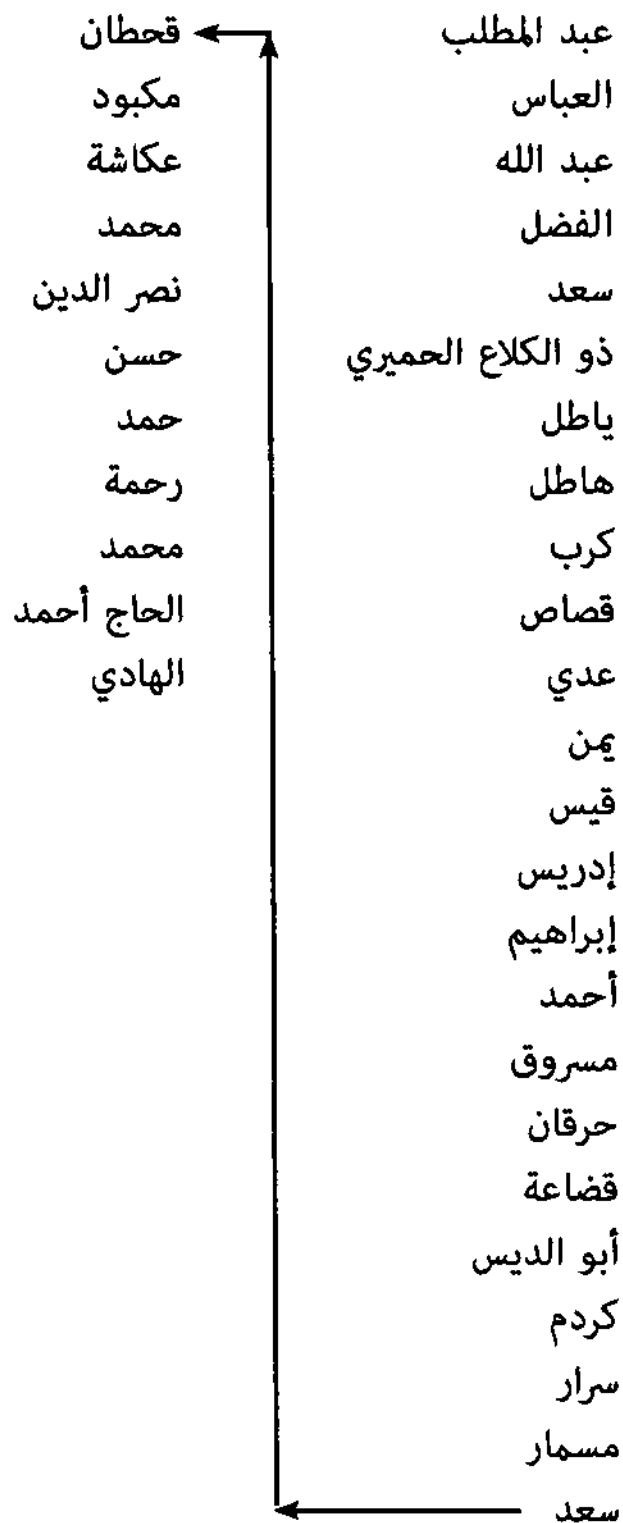 عبد المطلب
العباس
عبد الله
الفضل
سعد
ذو الكلاع الحميري
ياطل
هاطل
كرب
قصاص
عدي
يمن
قيس
إدريس
إبراهيم
أحمد
مسروق
حرقان
قضاعة
أبو الديس
كردم
سرار
مسمار
سعد
قحطان
مكبود
عكاشة
محمد
نصر الدين
حسن
حمد
رحمة
محمد
الحاج أحمد
الهادي